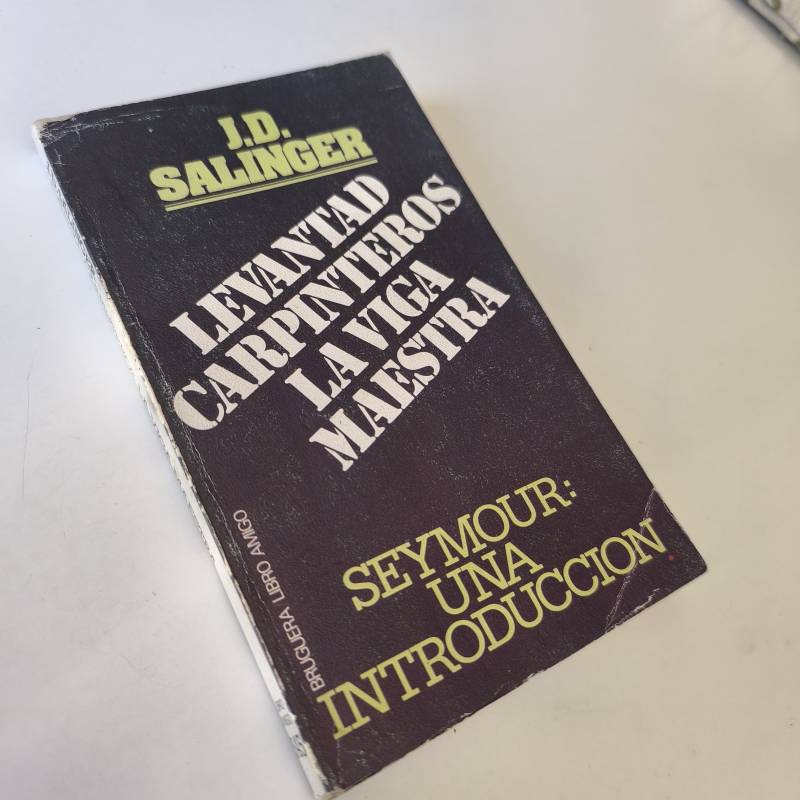 J.D.
SALINGER
LEVANTAD
CARPINTEROS
LA VIGA
MAESTRA
SEYMOUR:
UNA
INTRODUCCION
BRUGUERA LIBRO AMIGO